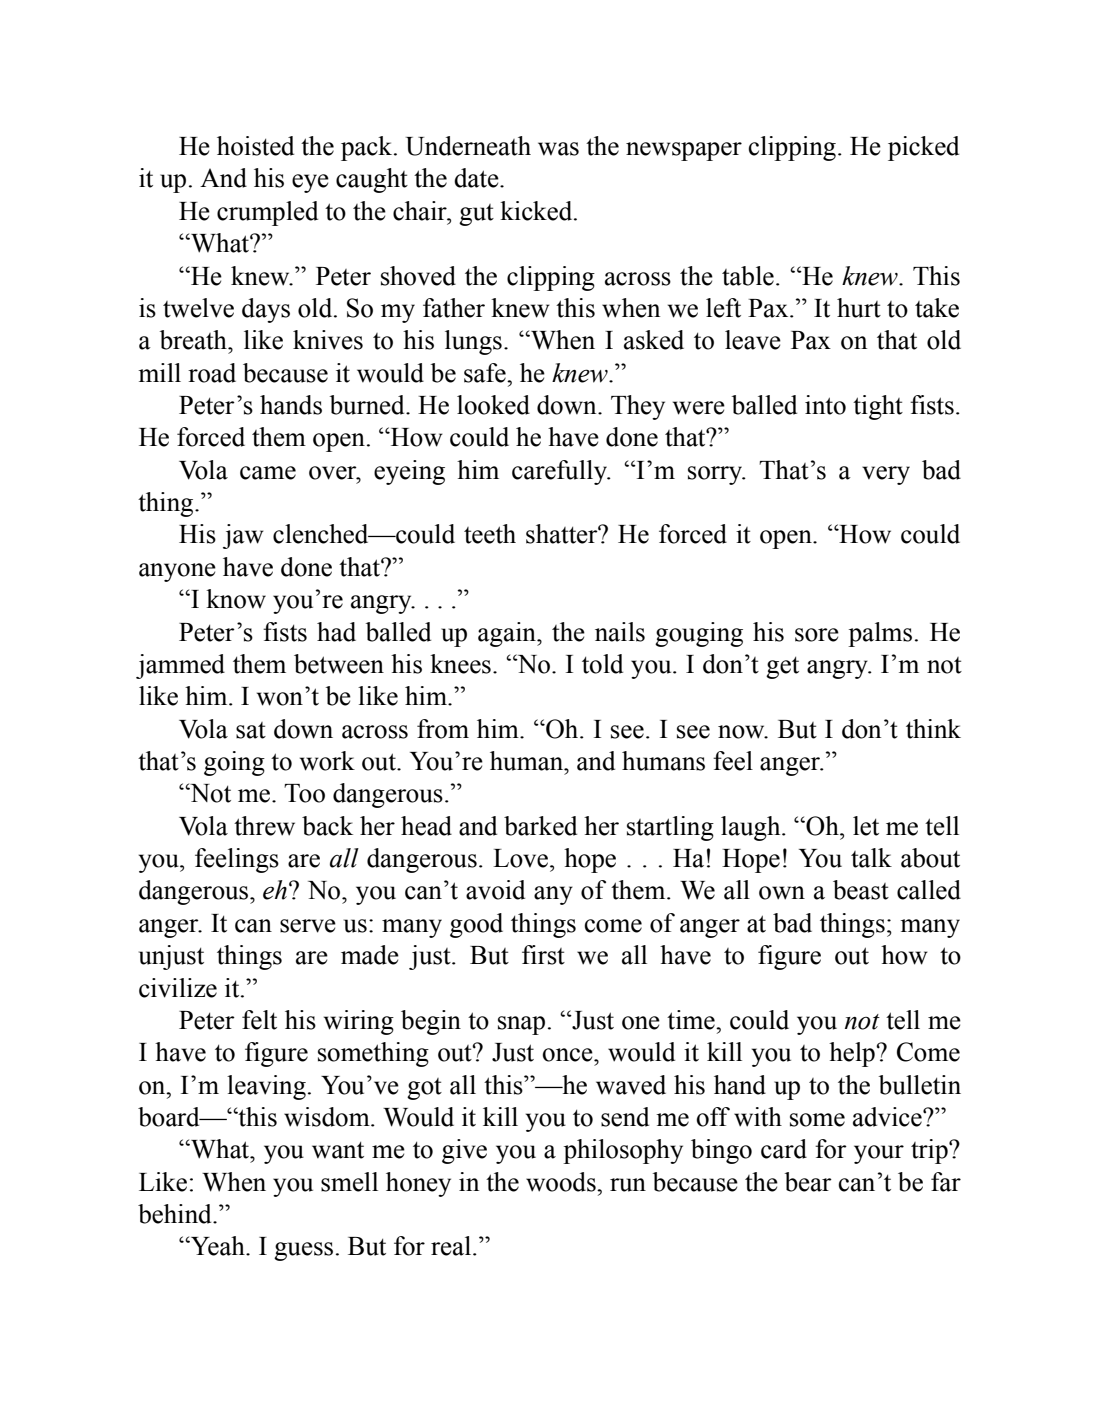 He hoisted the pack. Underneath was the newspaper clipping. He picked
it up. And his eye caught the date.
He crumpled to the chair, gut kicked.
“What?”
“He knew.” Peter shoved the clipping across the table. “He knew. This
is twelve days old. So my father knew this when we left Pax.” It hurt to take
a breath, like knives to his lungs. “When I asked to leave Pax on that old
mill road because it would be safe, he knew.”
Peter’s hands burned. He looked down. They were balled into tight fists.
He forced them open. “How could he have done that?”
Vola came over, eyeing him carefully. “I’m sorry. That’s a very bad
thing.”
His jaw clenched—could teeth shatter? He forced it open. “How could
anyone have done that?”
“I know you’re angry. . . .”
Peter’s fists had balled up again, the nails gouging his sore palms. He
jammed them between his knees. “No. I told you. I don’t get angry. I’m not
like him. I won’t be like him.”
Vola sat down across from him. “Oh. I see. I see now. But I don’t think
that’s going to work out. You’re human, and humans feel anger.”
“Not me. Too dangerous.”
Vola threw back her head and barked her startling laugh. “Oh, let me tell
you, feelings are all dangerous. Love, hope . . . Ha! Hope! You talk about
dangerous, eh? No, you can’t avoid any of them. We all own a beast called
anger. It can serve us: many good things come of anger at bad things; many
unjust things are made just. But first we all have to figure out how to
civilize it.”
Peter felt his wiring begin to snap. “Just one time, could you not tell me
I have to figure something out? Just once, would it kill you to help? Come
on, I’m leaving. You’ve got all this”—he waved his hand up to the bulletin
board—“this wisdom. Would it kill you to send me off with some advice?”
“What, you want me to give you a philosophy bingo card for your trip?
Like: When you smell honey in the woods, run because the bear can’t be far
behind.”
“Yeah. I guess. But for real.”